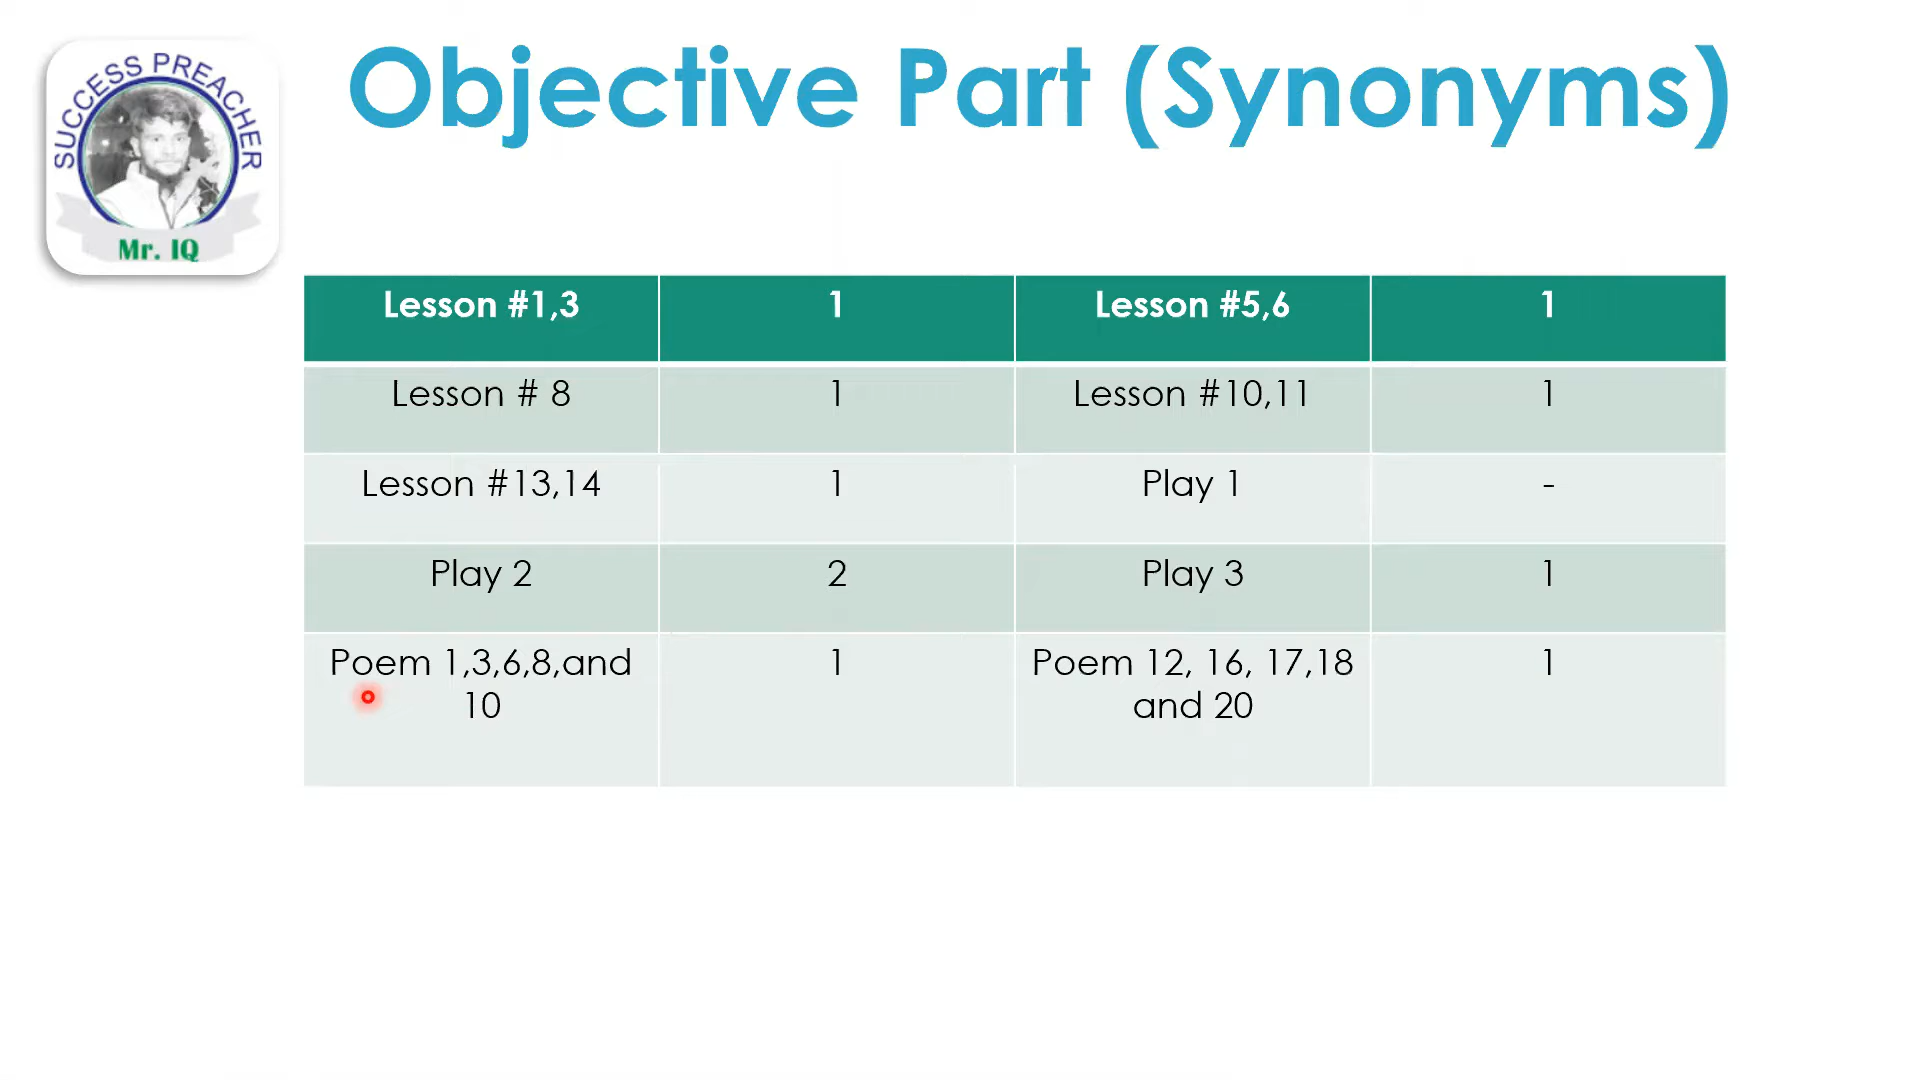 SUCCESS PREACHER
Mr. IQ
Objective Part (Synonyms)
Lesson #1,3 1 Lesson #5,6 1
Lesson # 8 1 Lesson #10,11 1
Lesson #13,14 1 Play 1 -
Play 2 2 Play 3 1
Poem 1,3,6,8,and 1 Poem 12, 16, 17,18 1
10 and 20